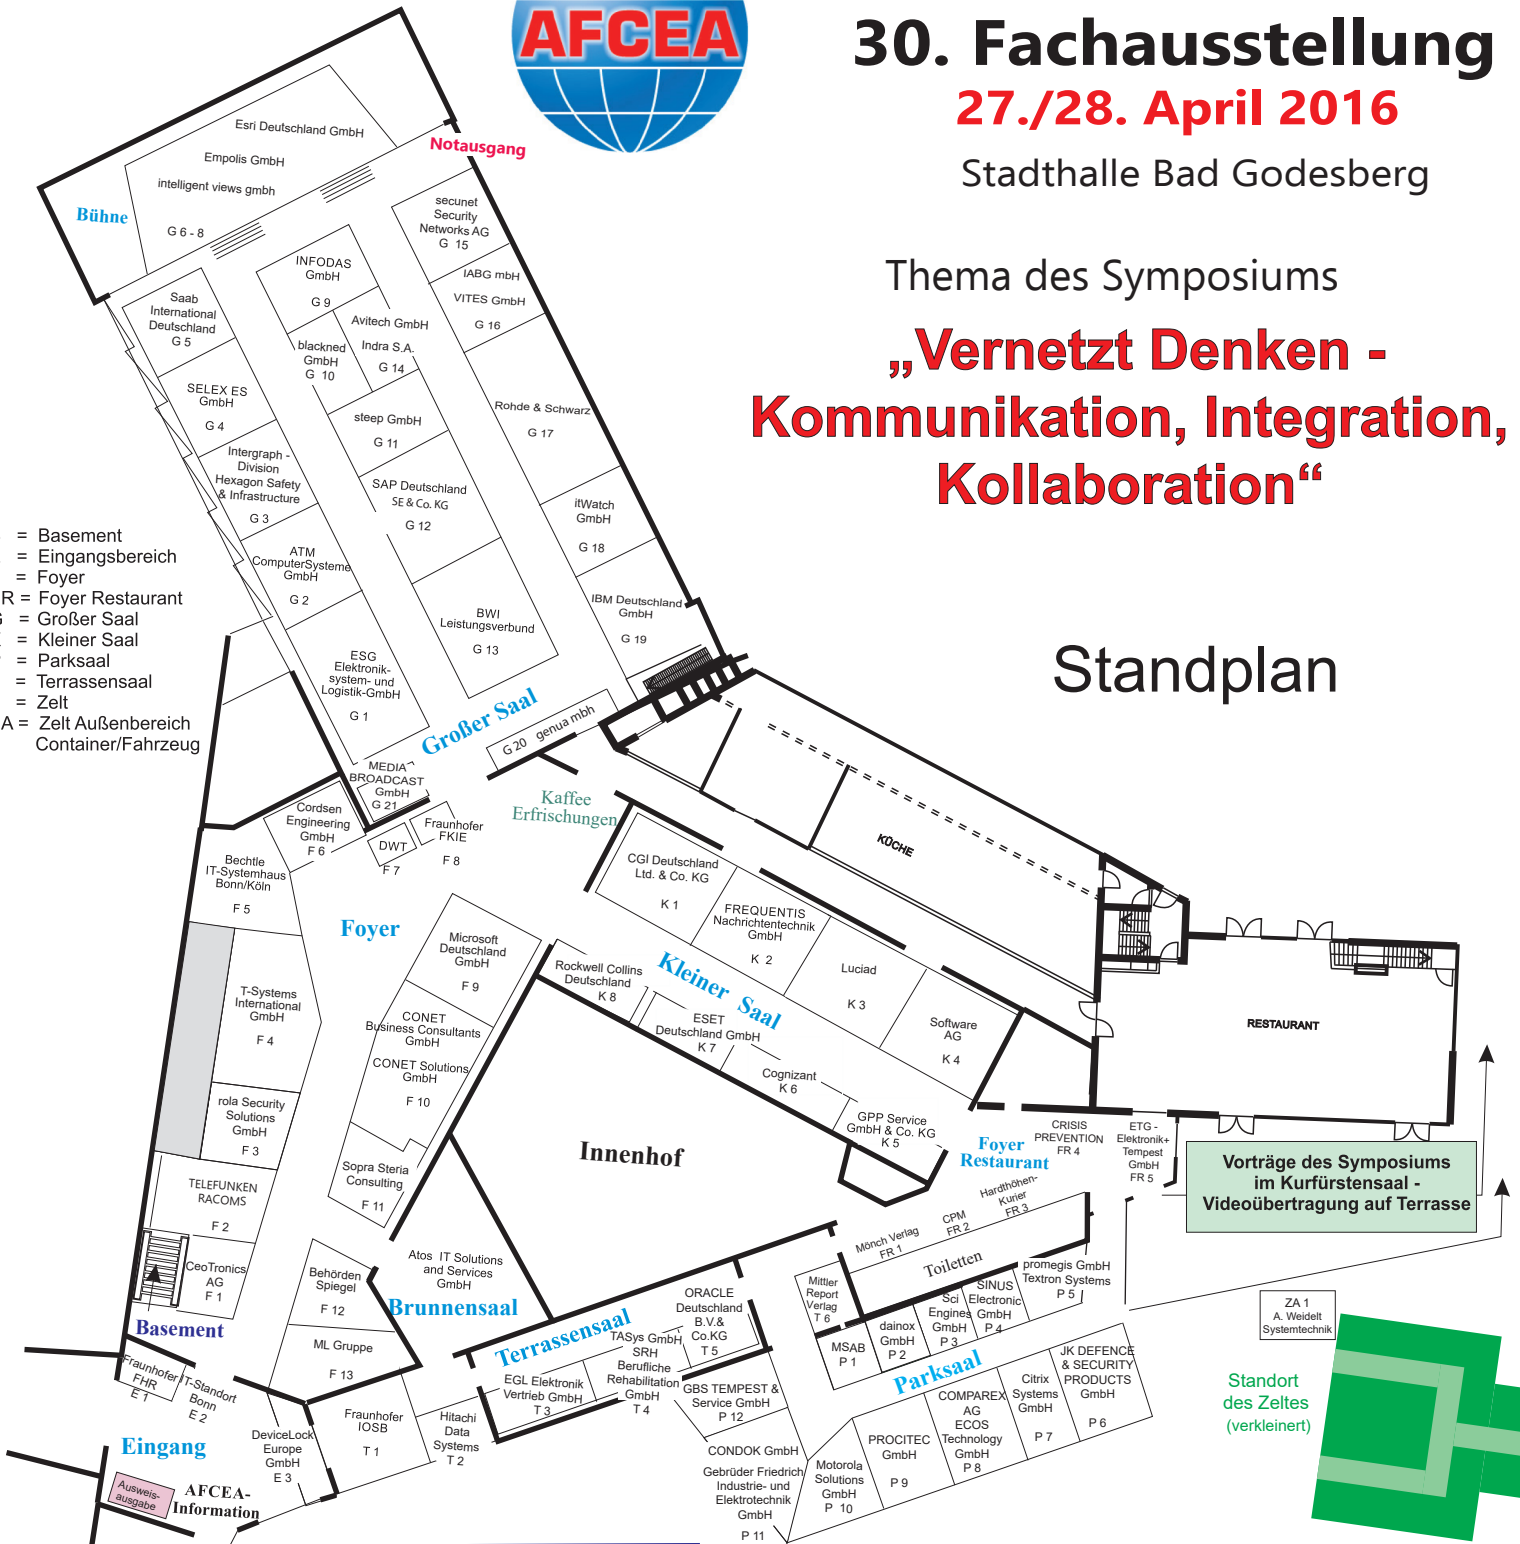 AFCEA
30. Fachausstellung
27./28. April 2016
Stadthalle Bad Godesberg
Thema des Symposiums
„Vernetzt Denken -
Kommunikation, Integration,
Kollaboration“
Standplan
Notausgang
Bühne
Esri Deutschland GmbH
Empolis GmbH
intelligent views gmbh
G 6 - 8
secunet
Security
Networks AG
G 15
IABG mbH
VITES GmbH
G 16
Rohde & Schwarz
G 17
itWatch
GmbH
G 18
IBM Deutschland
GmbH
G 19
INFODAS
GmbH
G 9
blackned
GmbH
G 10
Avitech GmbH
Indra S.A.
G 14
steep GmbH
G 11
SAP Deutschland
SE & Co. KG
G 12
BWI
Leistungsverbund
G 13
Saab
International
Deutschland
G 5
SELEX ES
GmbH
G 4
Intergraph -
Division
Hexagon Safety
& Infrastructure
G 3
ATM
ComputerSysteme
GmbH
G 2
ESG
Elektronik-
system- und
Logistik-GmbH
G 1
Großer Saal
G 20 genua mbh
MEDIA
BROADCAST
GmbH
G 21
= Basement
= Eingangsbereich
= Foyer
R = Foyer Restaurant
= Großer Saal
= Kleiner Saal
= Parksaal
= Terrassensaal
= Zelt
A = Zelt Außenbereich
Container/Fahrzeug
Cordsen
Engineering
GmbH
F 6
DWT
F 7
Fraunhofer
FKIE
F 8
Kaffee
Erfrischungen
Bechtle
IT-Systemhaus
Bonn/Köln
F 5
Foyer
T-Systems
International
GmbH
F 4
rola Security
Solutions
GmbH
F 3
TELEFUNKEN
RACOMS
F 2
CeoTronics
AG
F 1
Basement
Microsoft
Deutschland
GmbH
F 9
CONET
Business Consultants
GmbH
CONET Solutions
GmbH
F 10
Sopra Steria
Consulting
F 11
Behörden
Spiegel
F 12
ML Gruppe
F 13
Atos IT Solutions
and Services
GmbH
Brunnensaal
Innenhof
KÜCHE
RESTAURANT
CGI Deutschland
Ltd. & Co. KG
K 1
FREQUENTIS
Nachrichtentechnik
GmbH
K 2
Luciad
K 3
Software
AG
K 4
Kleiner Saal
Rockwell Collins
Deutschland
K 8
ESET
Deutschland GmbH
K 7
Cognizant
K 6
GPP Service
GmbH & Co. KG
K 5
Foyer
Restaurant
CRISIS
PREVENTION
FR 4
ETG -
Elektronik+
Tempest
GmbH
FR 5
Hardthöhen-
Kurier
FR 3
CPM
FR 2
Mönch Verlag
FR 1
Toiletten
Vorträge des Symposiums
im Kurfürstensaal -
Videoübertragung auf Terrasse
Mittler
Report
Verlag
T 6
MSAB
P 1
dainox
GmbH
P 2
Sci
Engines
GmbH
P 3
SINUS
Electronic
GmbH
P 4
promegis GmbH
Textron Systems
P 5
Parksaal
JK DEFENCE
& SECURITY
PRODUCTS
GmbH
P 6
Citrix
Systems
GmbH
P 7
COMPAREX
AG
ECOS
Technology
GmbH
P 8
PROCITEC
GmbH
P 9
Motorola
Solutions
GmbH
P 10
CONDOK GmbH
Gebrüder Friedrich
Industrie- und
Elektrotechnik
GmbH
P 11
GBS TEMPEST &
Service GmbH
P 12
Terrassensaal
ORACLE
Deutschland
B.V.&
Co.KG
T 5
TASys GmbH
SRH
Berufliche
Rehabilitation
GmbH
T 4
EGL Elektronik
Vertrieb GmbH
T 3
Hitachi
Data
Systems
T 2
Fraunhofer
IOSB
T 1
Fraunhofer
FHR
E 1
IT-Standort
Bonn
E 2
DeviceLock
Europe
GmbH
E 3
Eingang
Ausweis-
ausgabe
AFCEA-
Information
ZA 1
A. Weidelt
Systemtechnik
Standort
des Zeltes
(verkleinert)